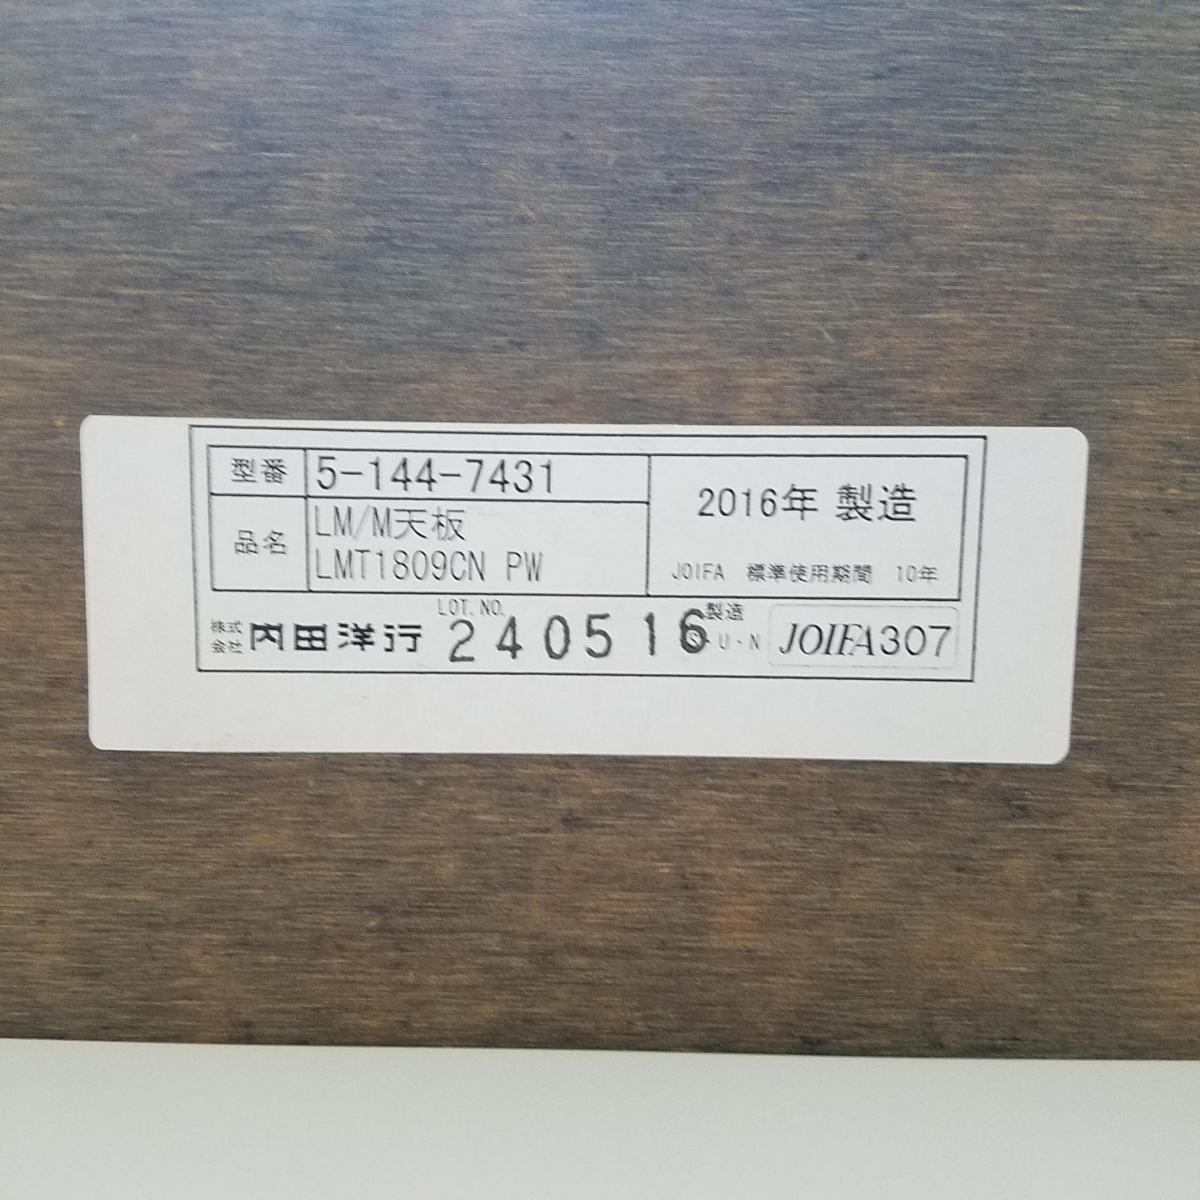 型番 5-144-7431
品名 LM/M天板
LMT1809CN PW
2016年 製造
JOIFA 標準使用期間 10年
株式会社 内田洋行
LOT. NO.
240516
製造
U・N
JOIFA307